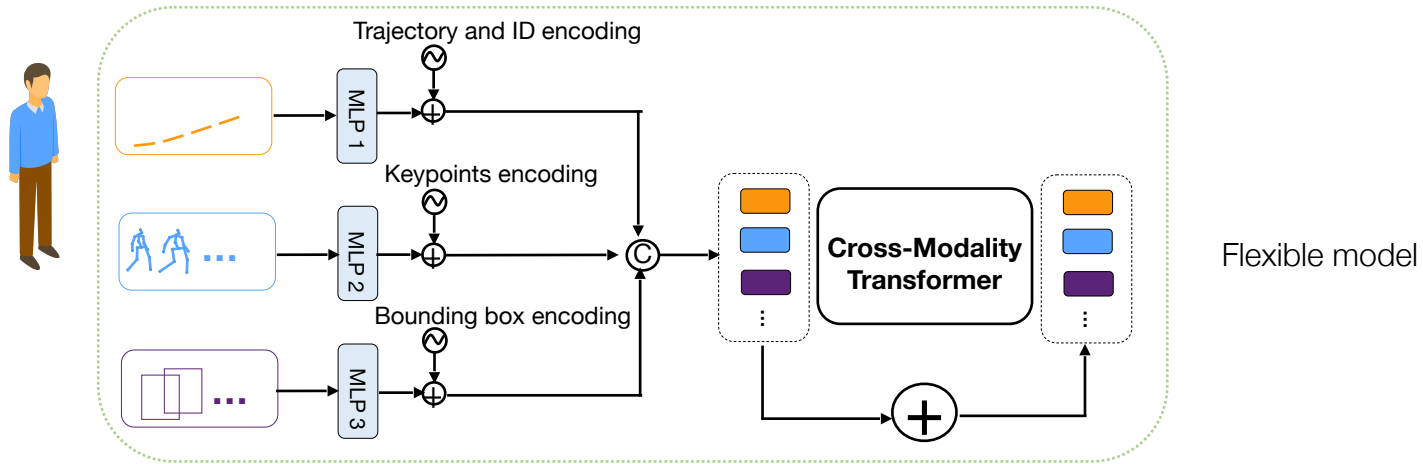 Trajectory and ID encoding
MLP 1
Keypoints encoding
MLP 2
Bounding box encoding
MLP 3
C
Cross-Modality
Transformer
Flexible model